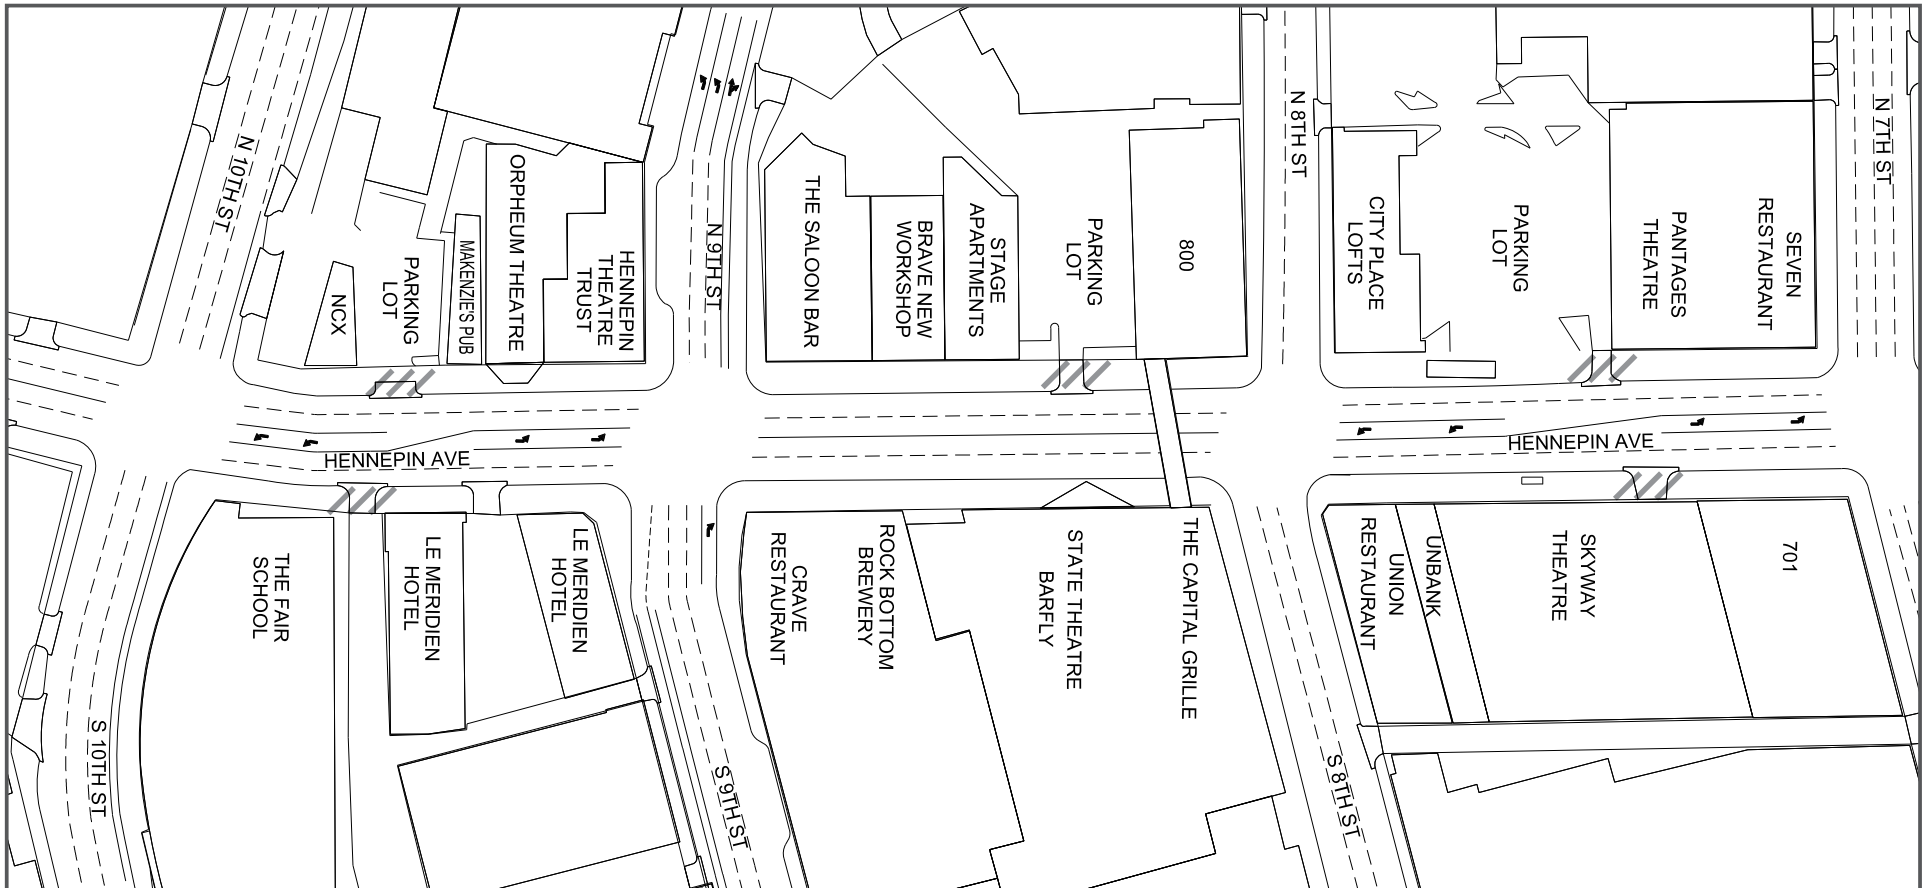 N 10TH ST
NCX
PARKING
LOT
MAKENZIE'S PUB
ORPHEUM THEATRE
HENNEPIN
THEATRE
TRUST
N 9TH ST
THE SALOON BAR
BRAVE NEW
WORKSHOP
STAGE
APARTMENTS
PARKING
LOT
800
N 8TH ST
CITY PLACE
LOFTS
PARKING
LOT
PANTAGES
THEATRE
SEVEN
RESTAURANT
N 7TH ST
HENNEPIN AVE
HENNEPIN AVE
S 10TH ST
THE FAIR
SCHOOL
LE MERIDIEN
HOTEL
LE MERIDIEN
HOTEL
S 9TH ST
CRAVE
RESTAURANT
ROCK BOTTOM
BREWERY
STATE THEATRE
BARFLY
THE CAPITAL GRILLE
S 8TH ST
UNION
RESTAURANT
UNBANK
SKYWAY
THEATRE
701